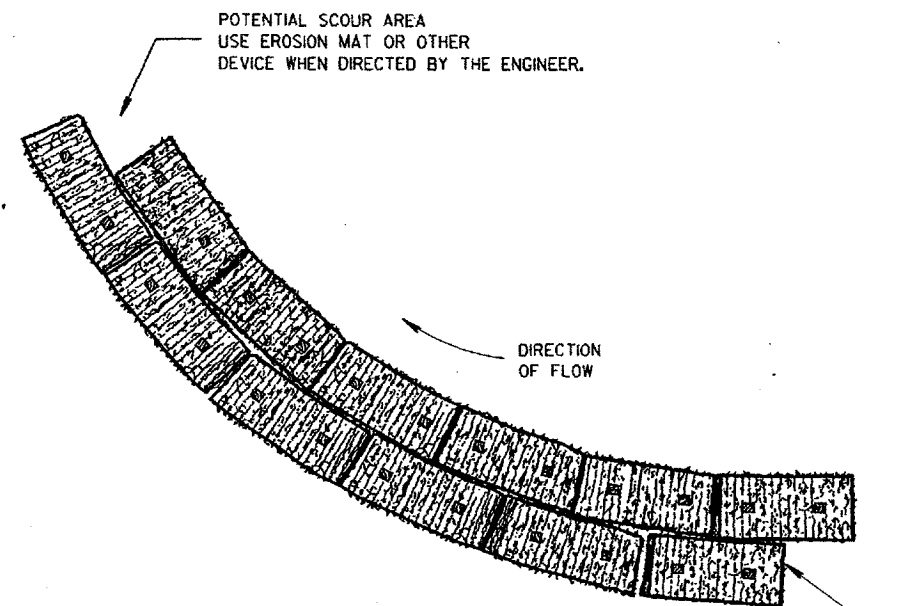 POTENTIAL SCOUR AREA
USE EROSION MAT OR OTHER
DEVICE WHEN DIRECTED BY THE ENGINEER.
DIRECTION
OF FLOW